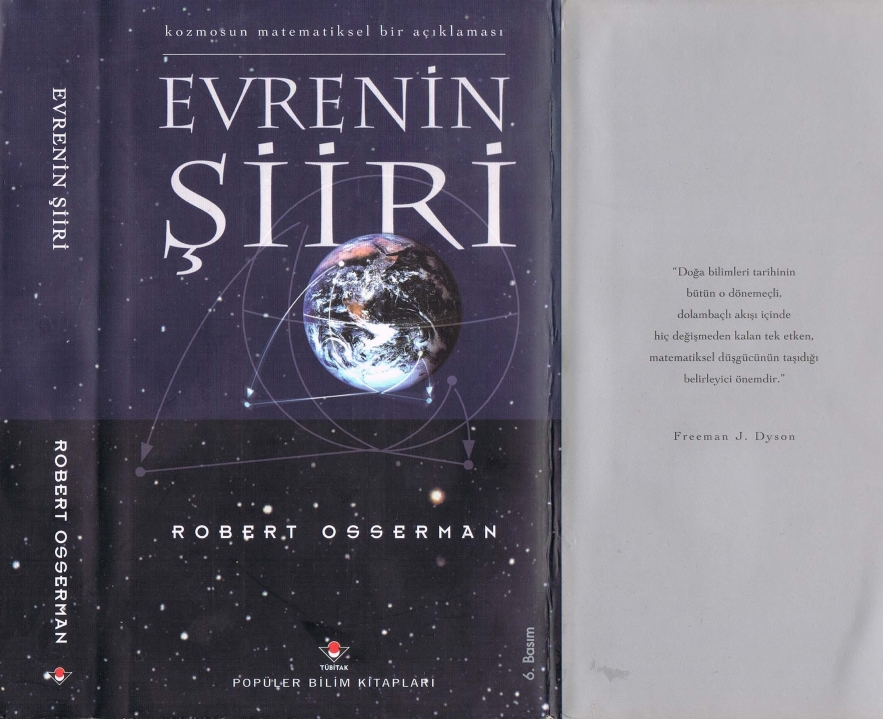 EVRENİN ŞİİRİ
ROBERT OSSERMAN
kozmosun matematiksel bir açıklaması
EVRENİN
ŞİİRİ
ROBERT OSSERMAN
TÜBİTAK
POPÜLER BİLİM KİTAPLARI
6. Basım
“Doğa bilimleri tarihinin
bütün o dönemeçli,
dolambaçlı akışı içinde
hiç değişmeden kalan tek etken,
matematiksel düşgücünün taşıdığı
belirleyici önemdir.”
Freeman J. Dyson